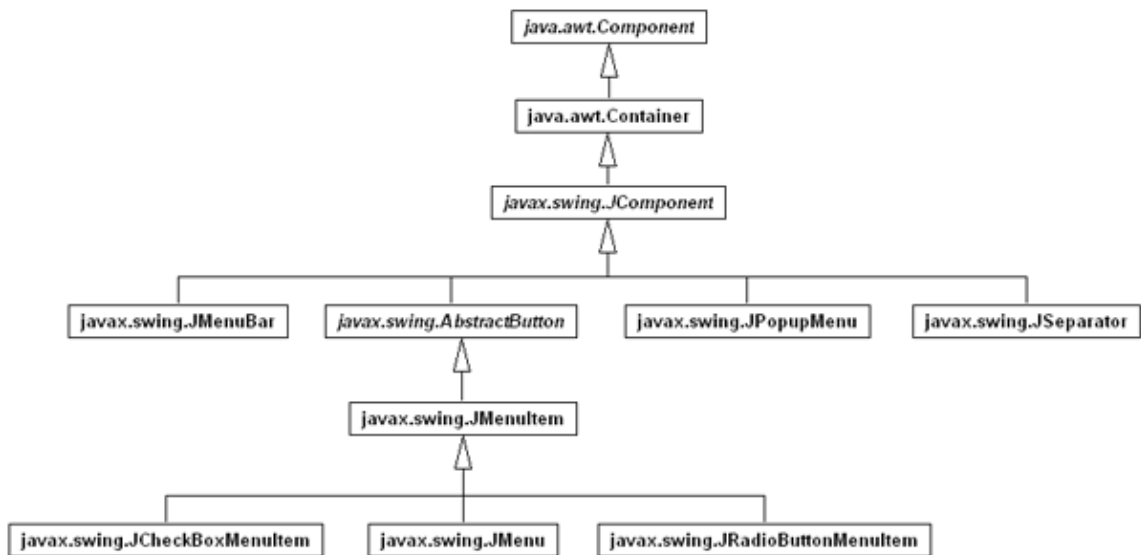 java.awt.Component
java.awt.Container
javax.swing.JComponent
javax.swing.JMenuBar
javax.swing.AbstractButton
javax.swing.JPopupMenu
javax.swing.JSeparator
javax.swing.JMenuItem
javax.swing.JCheckBoxMenuItem
javax.swing.JMenu
javax.swing.JRadioButtonMenuItem